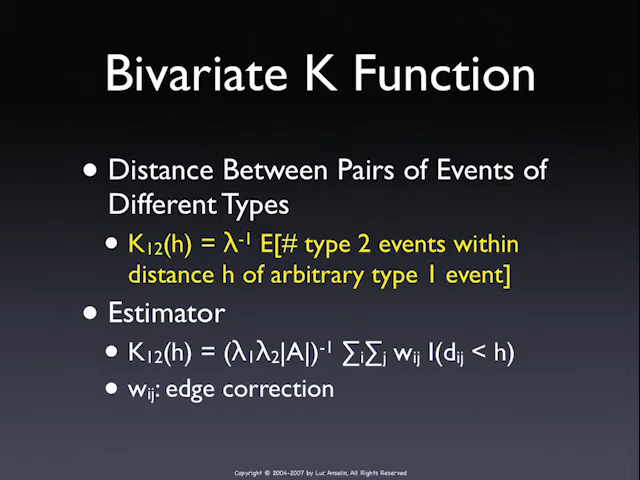 Bivariate K Function
• Distance Between Pairs of Events of
Different Types
• K₁₂(h) = λ⁻¹ E[# type 2 events within
distance h of arbitrary type 1 event]
• Estimator
• K₁₂(h) = (λ₁λ₂|A|)⁻¹ ∑ᵢ∑ⱼ wᵢⱼ I(dᵢⱼ < h)
• wᵢⱼ: edge correction
Copyright © 2004-2007 by Luc Anselin, All Rights Reserved